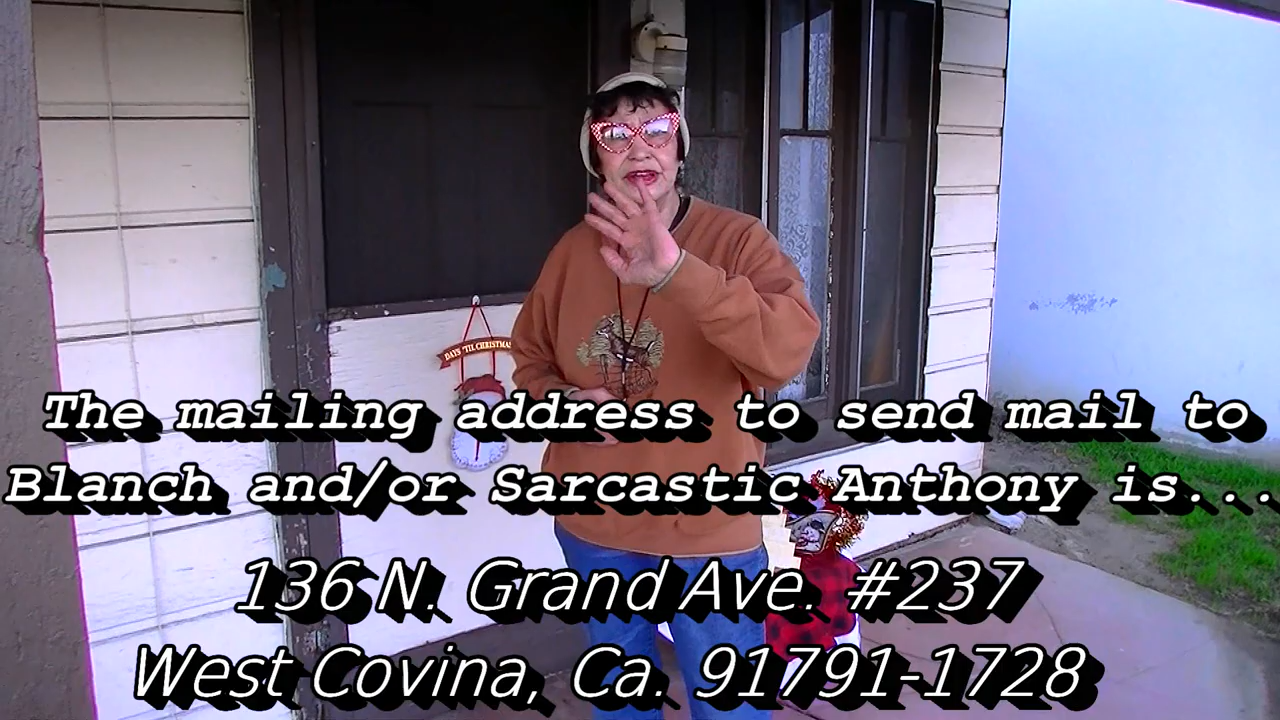 DAYS 'TIL CHRISTMAS
The mailing address to send mail to
Blanch and/or Sarcastic Anthony is...
136 N. Grand Ave. #237
West Covina, Ca. 91791-1728